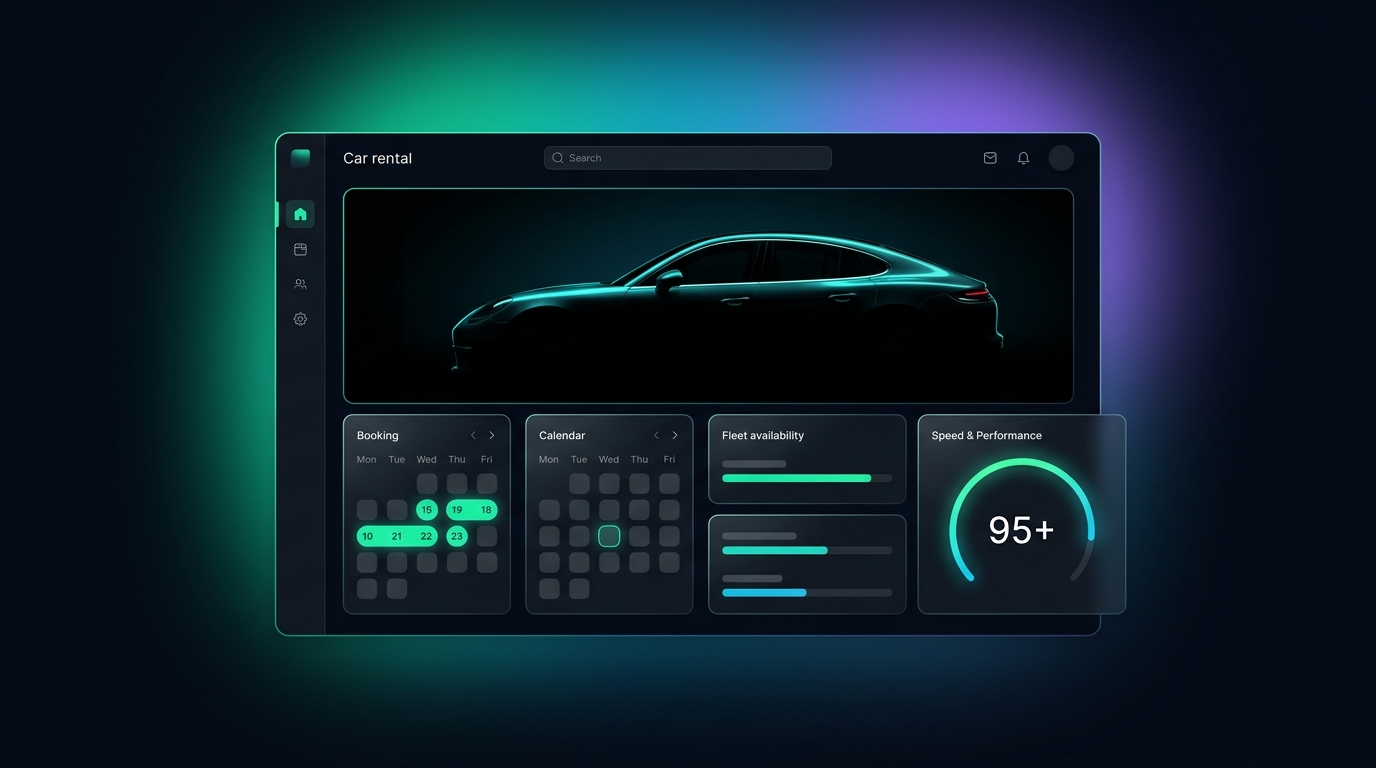 Car rental
Search
Booking
Mon Tue Wed Thu Fri
15 19 18
10 21 22 23
Calendar
Mon Tue Wed Thu Fri
Fleet availability
Speed & Performance
95+